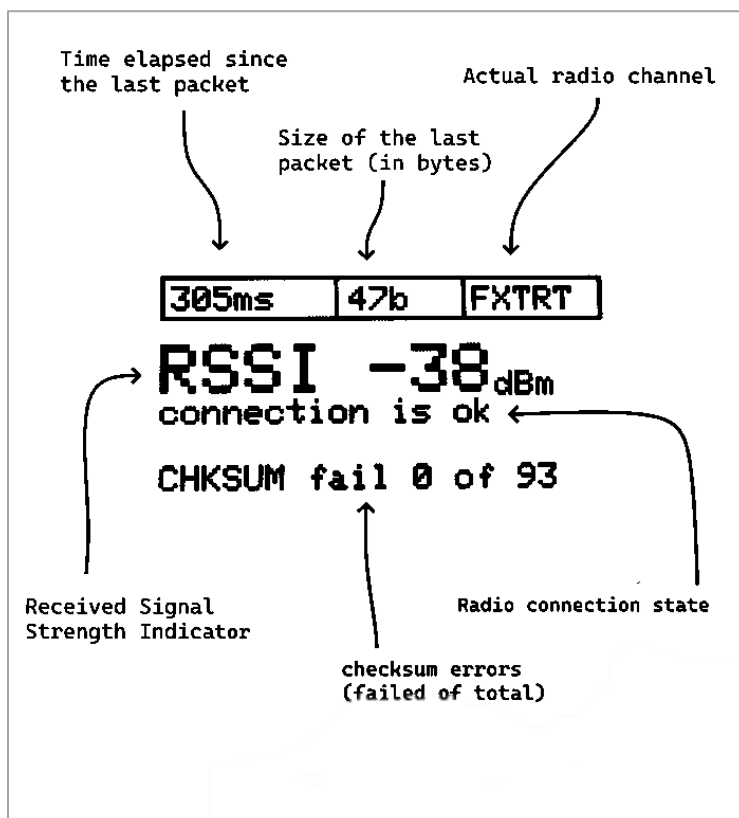 Time elapsed since
the last packet
Actual radio channel
Size of the last
packet (in bytes)
305ms 47b FXTRT
RSSI -38dBm
connection is ok
CHKSUM fail 0 of 93
Received Signal
Strength Indicator
Radio connection state
checksum errors
(failed of total)